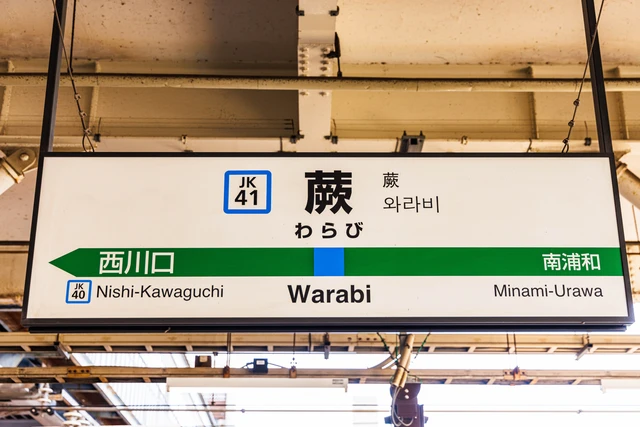 JK
41
蕨
蕨
와라비
わらび
西川口
南浦和
JK
40
Nishi-Kawaguchi
Warabi
Minami-Urawa